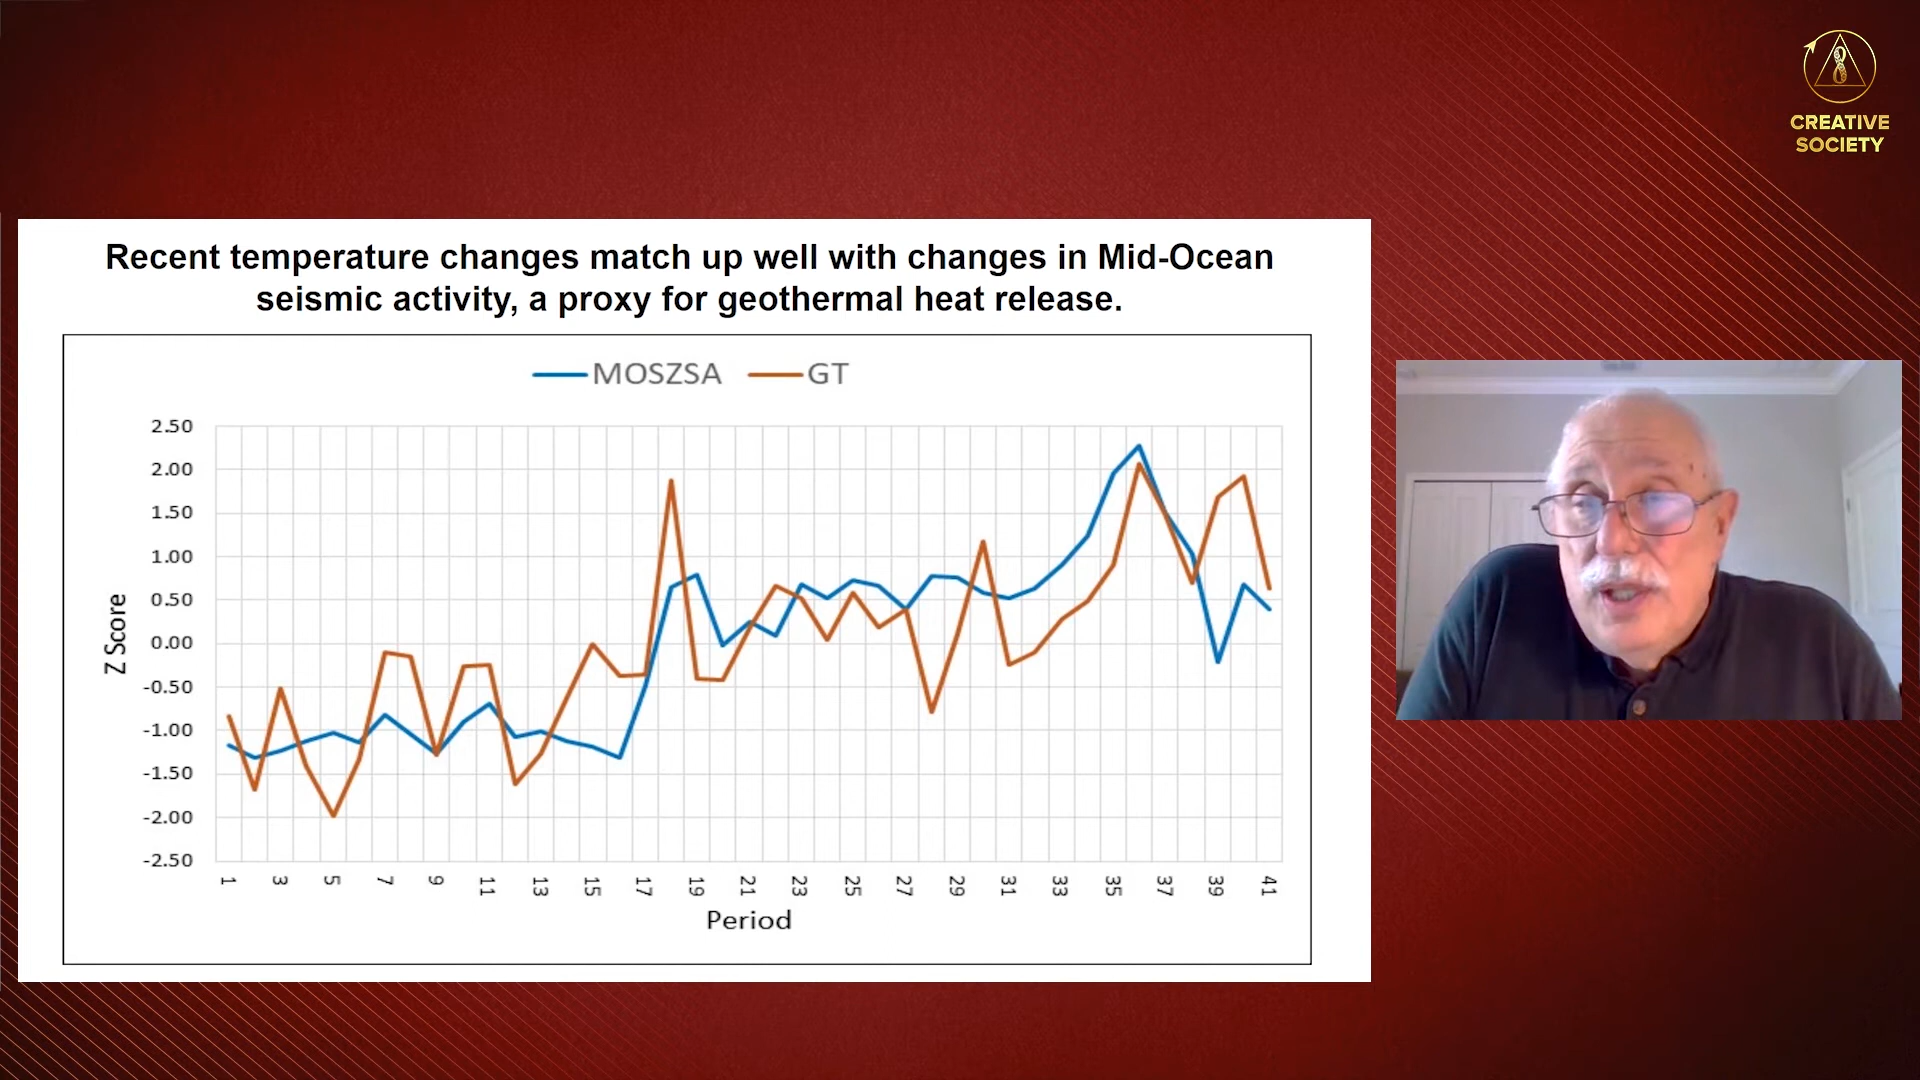 CREATIVE
SOCIETY
Recent temperature changes match up well with changes in Mid-Ocean
seismic activity, a proxy for geothermal heat release.
MOSZSA GT
2.50
2.00
1.50
1.00
0.50
0.00
-0.50
-1.00
-1.50
-2.00
-2.50
Z Score
1 3 5 7 9 11 13 15 17 19 21 23 25 27 29 31 33 35 37 39 41
Period